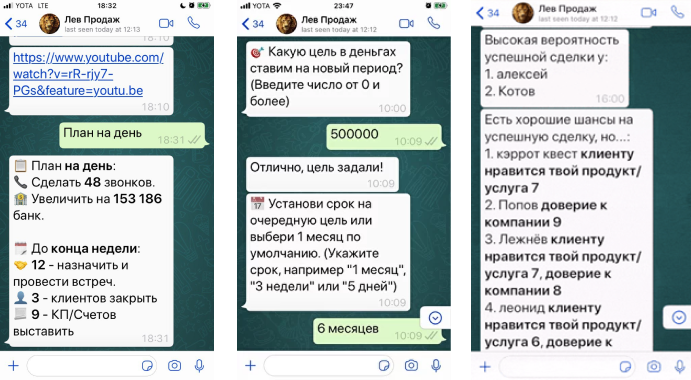 YOTA LTE
18:32
34
Лев Продаж
last seen today at 12:13
18:10
https://www.youtube.com/
watch?v=rR-rjy7-
PGs&feature=youtu.be
18:10
План на день
18:31
План на день:
Сделать 48 звонков.
Увеличить на 153 186
банк.
До конца недели:
12 - назначить и
провести встреч.
3 - клиентов закрыть
9 - КП/Счетов
выставить
18:31
YOTA
23:47
34
Лев Продаж
last seen today at 12:12
Какую цель в деньгах
ставим на новый период?
(Введите число от 0 и
более)
10:00
500000
10:09
Отлично, цель задали!
10:09
Установи срок на
очередную цель или
выбери 1 месяц по
умолчанию. (Укажите
срок, например "1 месяц",
"3 недели" или "5 дней")
10:09
6 месяцев
10:09
34
Лев Продаж
last seen today at 12:12
Высокая вероятность
успешной сделки у:
1. алексей
2. Котов
16:00
Есть хорошие шансы на
успешную сделку, но...:
1. кэррот квест клиенту
нравится твой продукт/
услуга 7
2. Попов доверие к
компании 9
3. Лежнёв клиенту
нравится твой продукт/
услуга 7, доверие к
компании 8
4. леонид клиенту
нравится твой продукт/
услуга 6, доверие к